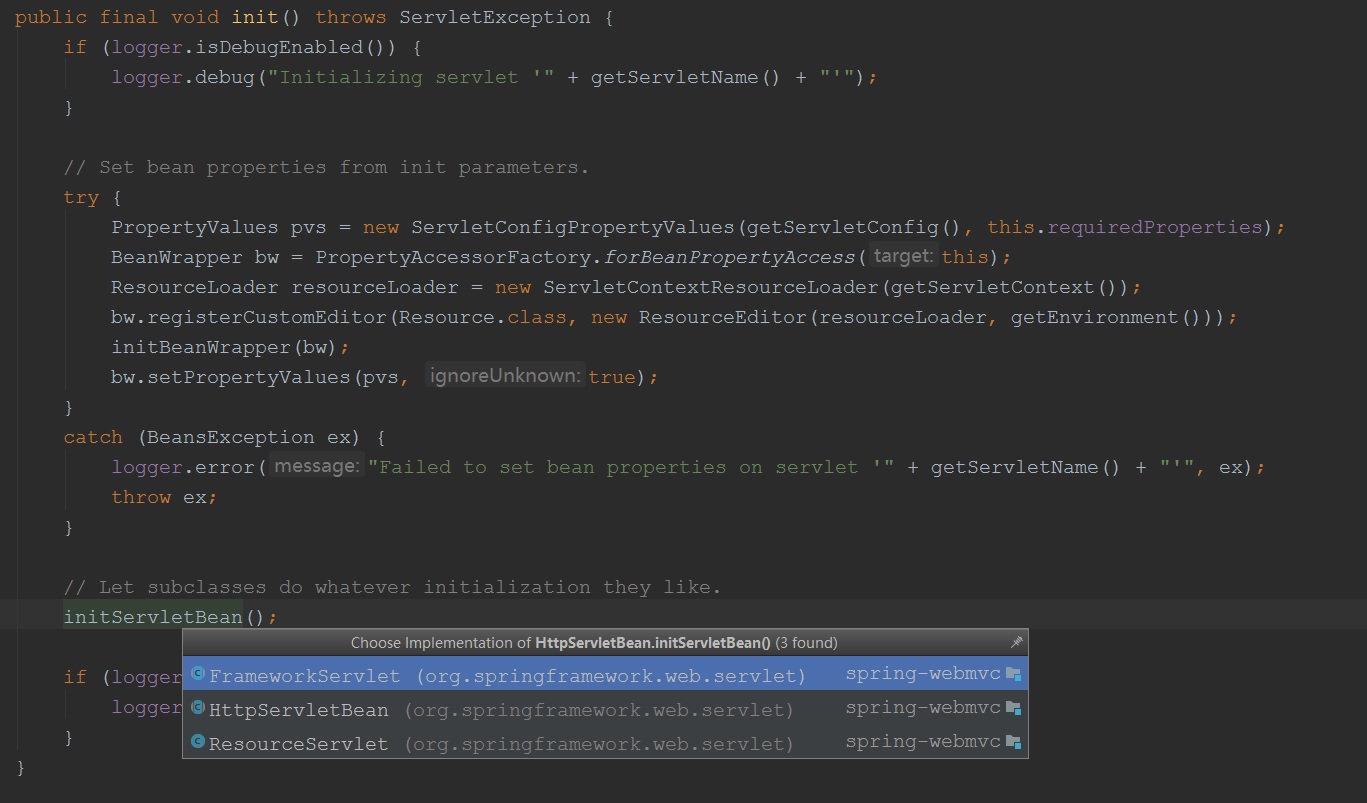 public final void init() throws ServletException {
if (logger.isDebugEnabled()) {
logger.debug("Initializing servlet '" + getServletName() + "'");
}
// Set bean properties from init parameters.
try {
PropertyValues pvs = new ServletConfigPropertyValues(getServletConfig(), this.requiredProperties);
BeanWrapper bw = PropertyAccessorFactory.forBeanPropertyAccess( target: this);
ResourceLoader resourceLoader = new ServletContextResourceLoader(getServletContext());
bw.registerCustomEditor(Resource.class, new ResourceEditor(resourceLoader, getEnvironment()));
initBeanWrapper(bw);
bw.setPropertyValues(pvs, ignoreUnknown: true);
}
catch (BeansException ex) {
logger.error( message: "Failed to set bean properties on servlet '" + getServletName() + "'", ex);
throw ex;
}
// Let subclasses do whatever initialization they like.
initServletBean();
Choose Implementation of HttpServletBean.initServletBean() (3 found)
if (logger
FrameworkServlet (org.springframework.web.servlet) spring-webmvc
logger
HttpServletBean (org.springframework.web.servlet) spring-webmvc
}
ResourceServlet (org.springframework.web.servlet) spring-webmvc
}